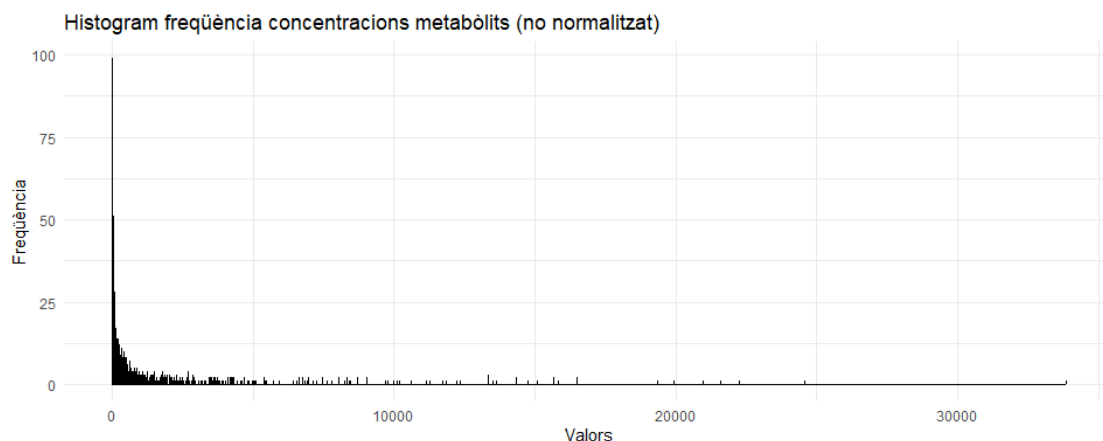 Histogram freqüència concentracions metabòlits (no normalitzat)
100
75
50
25
0
Freqüència
0 10000 20000 30000
Valors